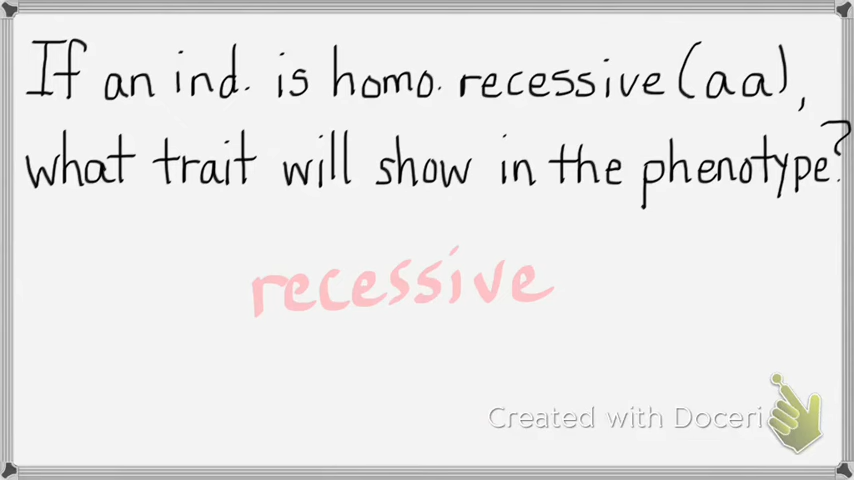 If an ind. is homo. recessive (aa),
what trait will show in the phenotype?
recessive
Created with Doceri